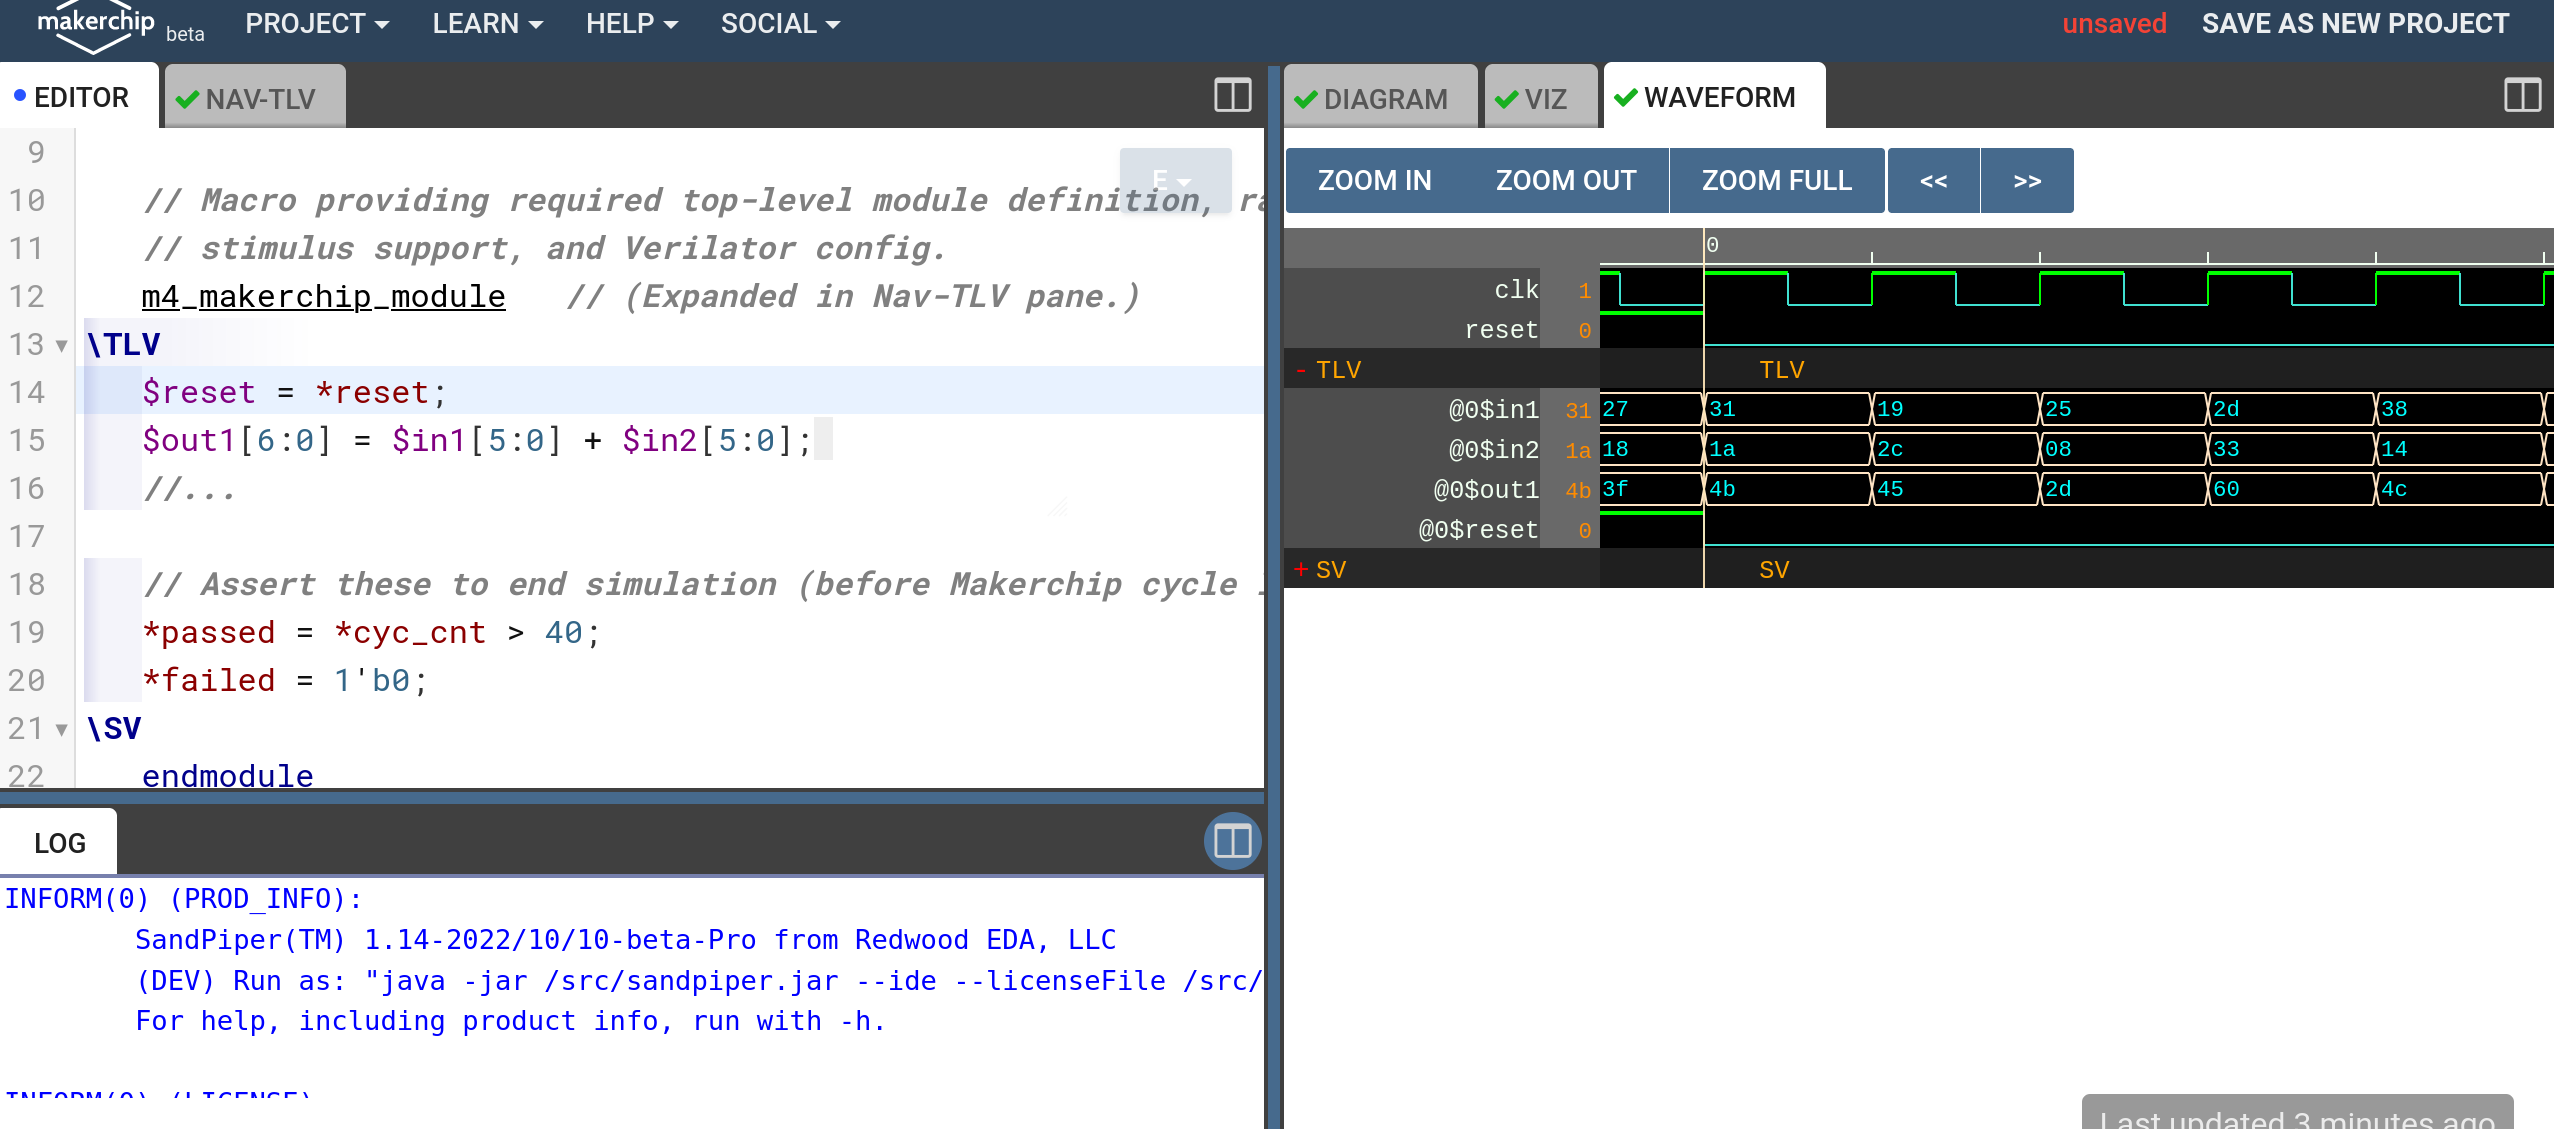 makerchip beta PROJECT LEARN HELP SOCIAL unsaved SAVE AS NEW PROJECT
EDITOR NAV-TLV
9
10 // Macro providing required top-level module definition, ra
11 // stimulus support, and Verilator config.
12 m4_makerchip_module // (Expanded in Nav-TLV pane.)
13 \TLV
14 $reset = *reset;
15 $out1[6:0] = $in1[5:0] + $in2[5:0];
16 //...
17
18 // Assert these to end simulation (before Makerchip cycle
19 *passed = *cyc_cnt > 40;
20 *failed = 1'b0;
21 \SV
22 endmodule
E
LOG
INFORM(0) (PROD_INFO):
SandPiper(TM) 1.14-2022/10/10-beta-Pro from Redwood EDA, LLC
(DEV) Run as: "java -jar /src/sandpiper.jar --ide --licenseFile /src/
For help, including product info, run with -h.
INFORM(0) (LICENSE)
DIAGRAM VIZ WAVEFORM
ZOOM IN ZOOM OUT ZOOM FULL << >>
0
clk 1
reset 0
- TLV TLV
@0$in1 31 27 31 19 25 2d 38
@0$in2 1a 18 1a 2c 08 33 14
@0$out1 4b 3f 4b 45 2d 60 4c
@0$reset 0
+ SV SV
Last updated 3 minutes ago